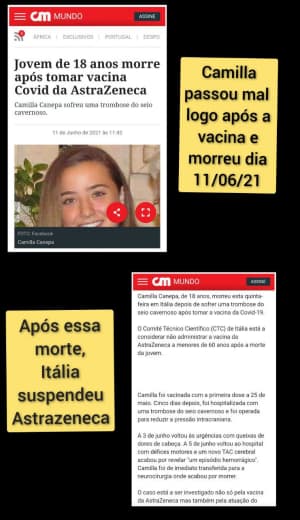 CM MUNDO
ASSINE
ÁFRICA | EXCLUSIVOS | PORTUGAL | DESPO
Jovem de 18 anos morre
após tomar vacina
Covid da AstraZeneca
Camilla Canepa sofreu uma trombose do seio
cavernoso.
11 de Junho de 2021 às 11:45
FOTO: Facebook
Camilla Canepa
Camilla
passou mal
logo após a
vacina e
morreu dia
11/06/21
Após essa
morte,
Itália
suspendeu
Astrazeneca
CM MUNDO
ASSINE
Camilla Canepa, de 18 anos, morreu esta quinta-
feira em Itália depois de sofrer uma trombose do
seio cavernoso após tomar a vacina da Covid-19.
O Comité Técnico Científico (CTC) de Itália está a
considerar não administrar a vacina da
AstraZeneca a menores de 60 anos após a morte
da jovem.
Camilla foi vacinada com a primeira dose a 25 de
maio. Cinco dias depois, foi hospitalizada com
uma trombose do seio cavernoso e foi operada
para reduzir a pressão intracraniana.
A 3 de junho voltou às urgências com queixas de
dores de cabeça. A 5 de junho voltou ao hospital
com défices motores e um novo TAC cerebral
acabou por revelar "um episódio hemorrágico".
Camilla foi de imediato transferida para a
neurocirurgia onde acabou por morrer.
O caso está a ser investigado não só pela vacina
da AstraZeneca mas também pela atuação do